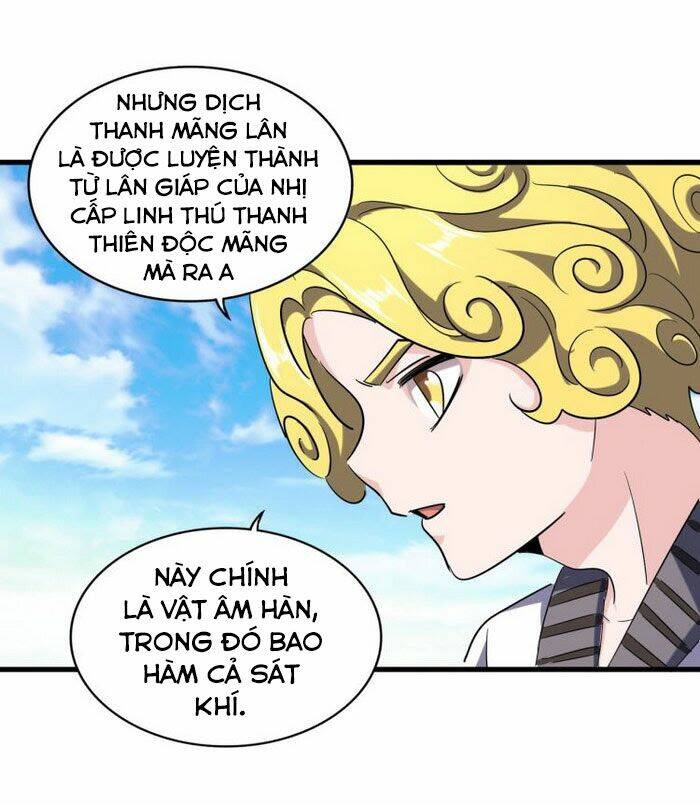 NHƯNG DỊCH
THANH MÃNG LÂN
LÀ ĐƯỢC LUYỆN THÀNH
TỪ LÂN GIÁP CỦA NHỊ
CẤP LINH THÚ THANH
THIÊN ĐỘC MÃNG
MÀ RA A
NÀY CHÍNH
LÀ VẬT ÂM HÀN,
TRONG ĐÓ BAO
HÀM CẢ SÁT
KHÍ.